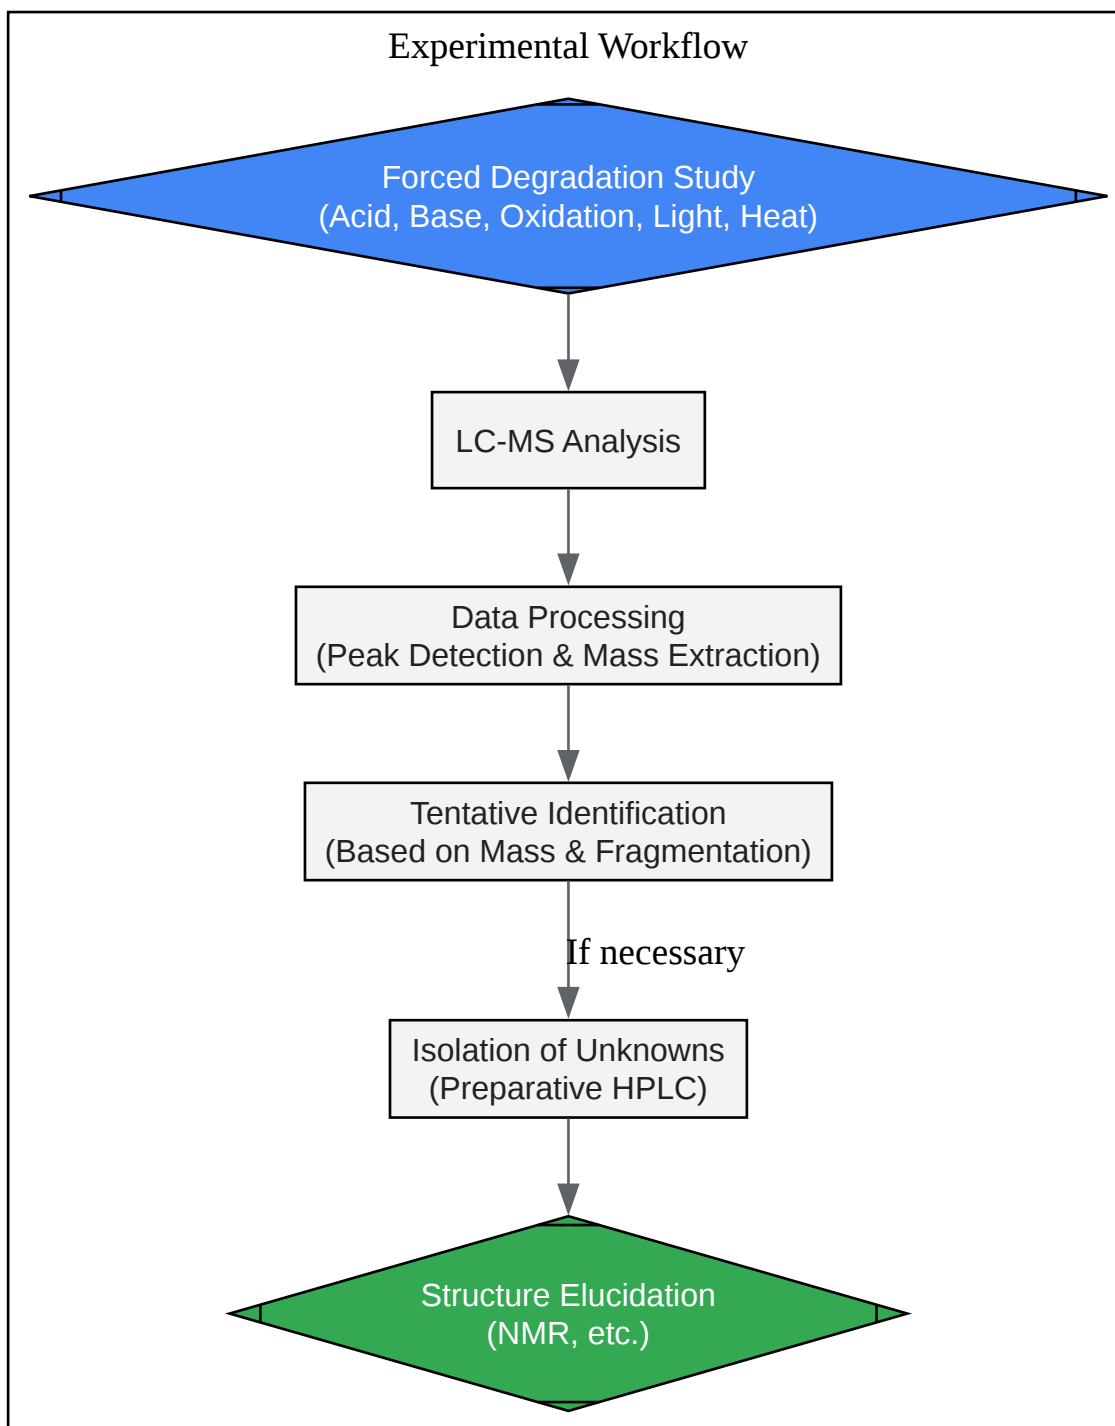 Experimental Workflow
Forced Degradation Study
(Acid, Base, Oxidation, Light, Heat)
LC-MS Analysis
Data Processing
(Peak Detection & Mass Extraction)
Tentative Identification
(Based on Mass & Fragmentation)
If necessary
Isolation of Unknowns
(Preparative HPLC)
Structure Elucidation
(NMR, etc.)